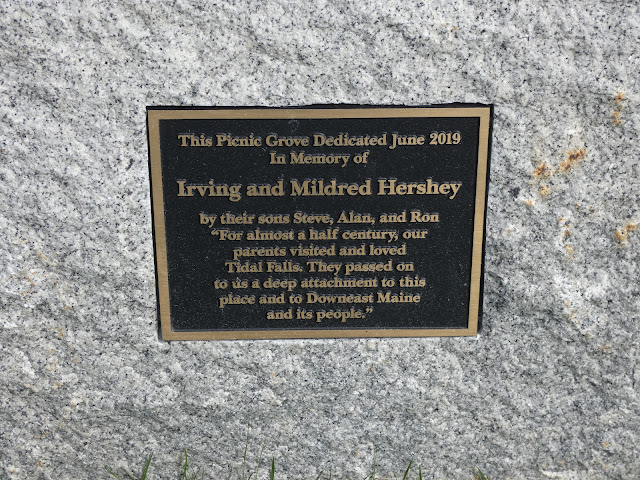 This Picnic Grove Dedicated June 2019
In Memory of
Irving and Mildred Hershey
by their sons Steve, Alan, and Ron
“For almost a half century, our
parents visited and loved
Tidal Falls. They passed on
to us a deep attachment to this
place and to Downeast Maine
and its people.”